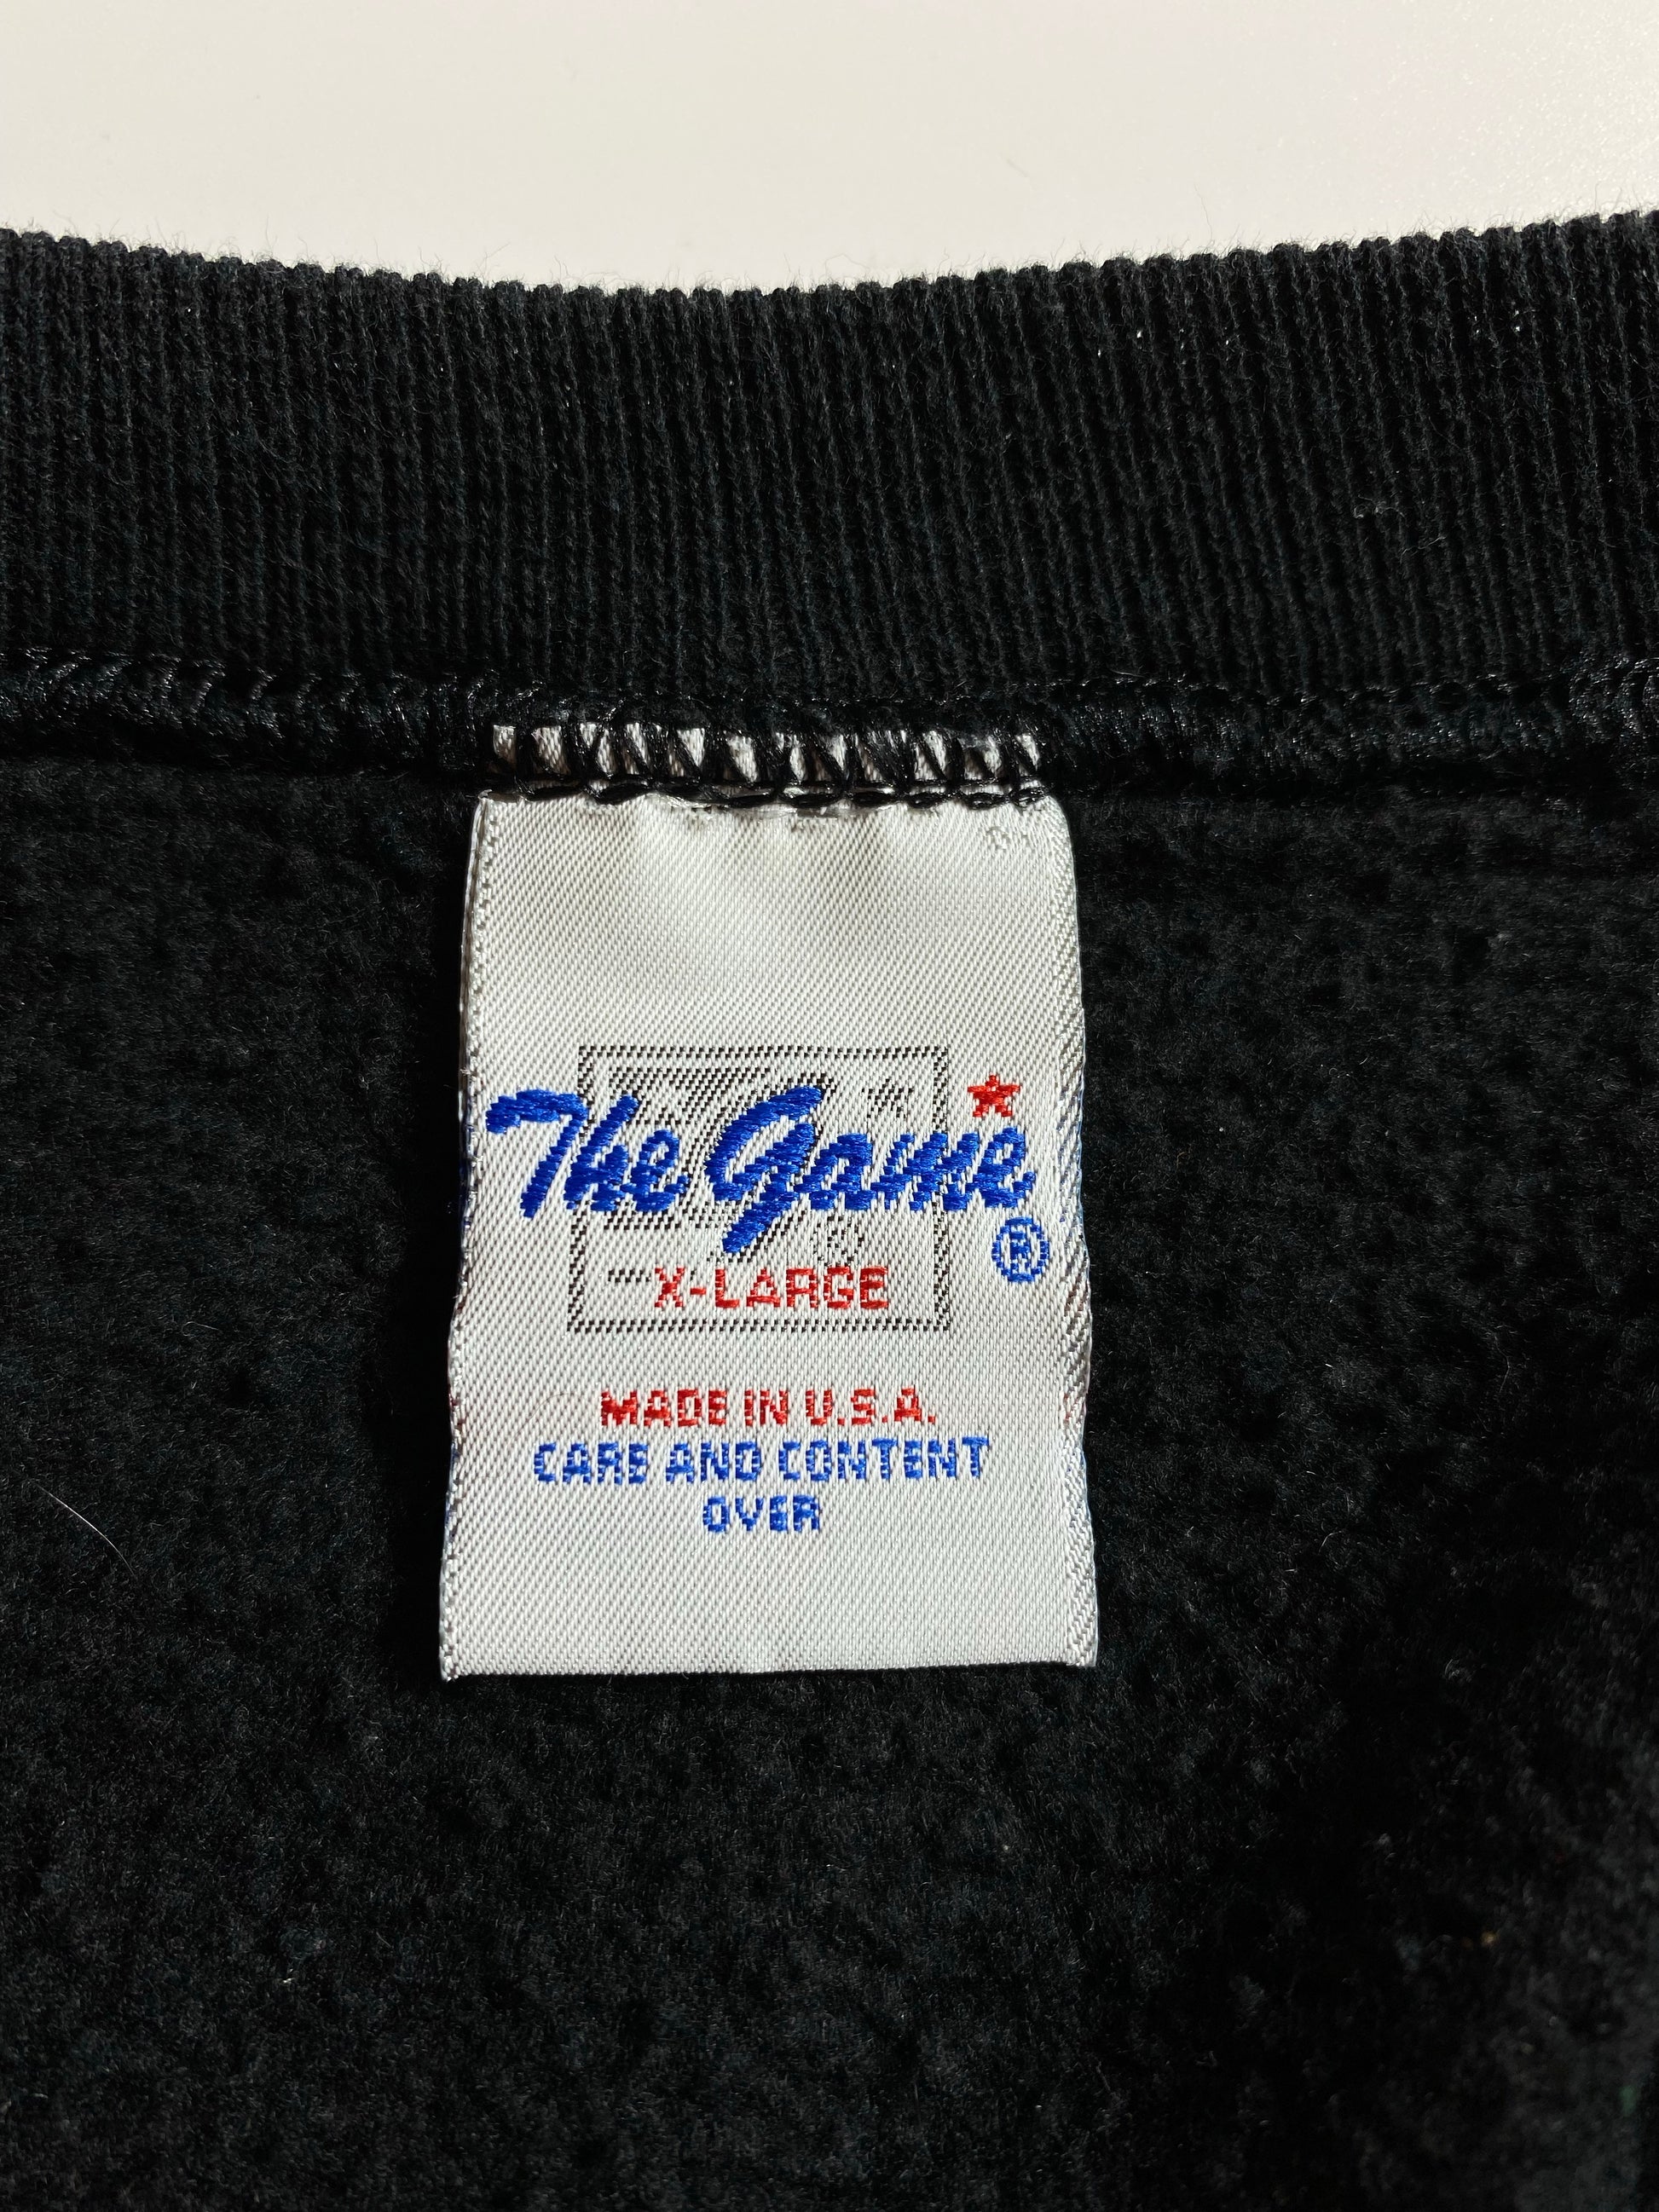 The Game
®
X-LARGE
MADE IN U.S.A.
CARE AND CONTENT
OVER